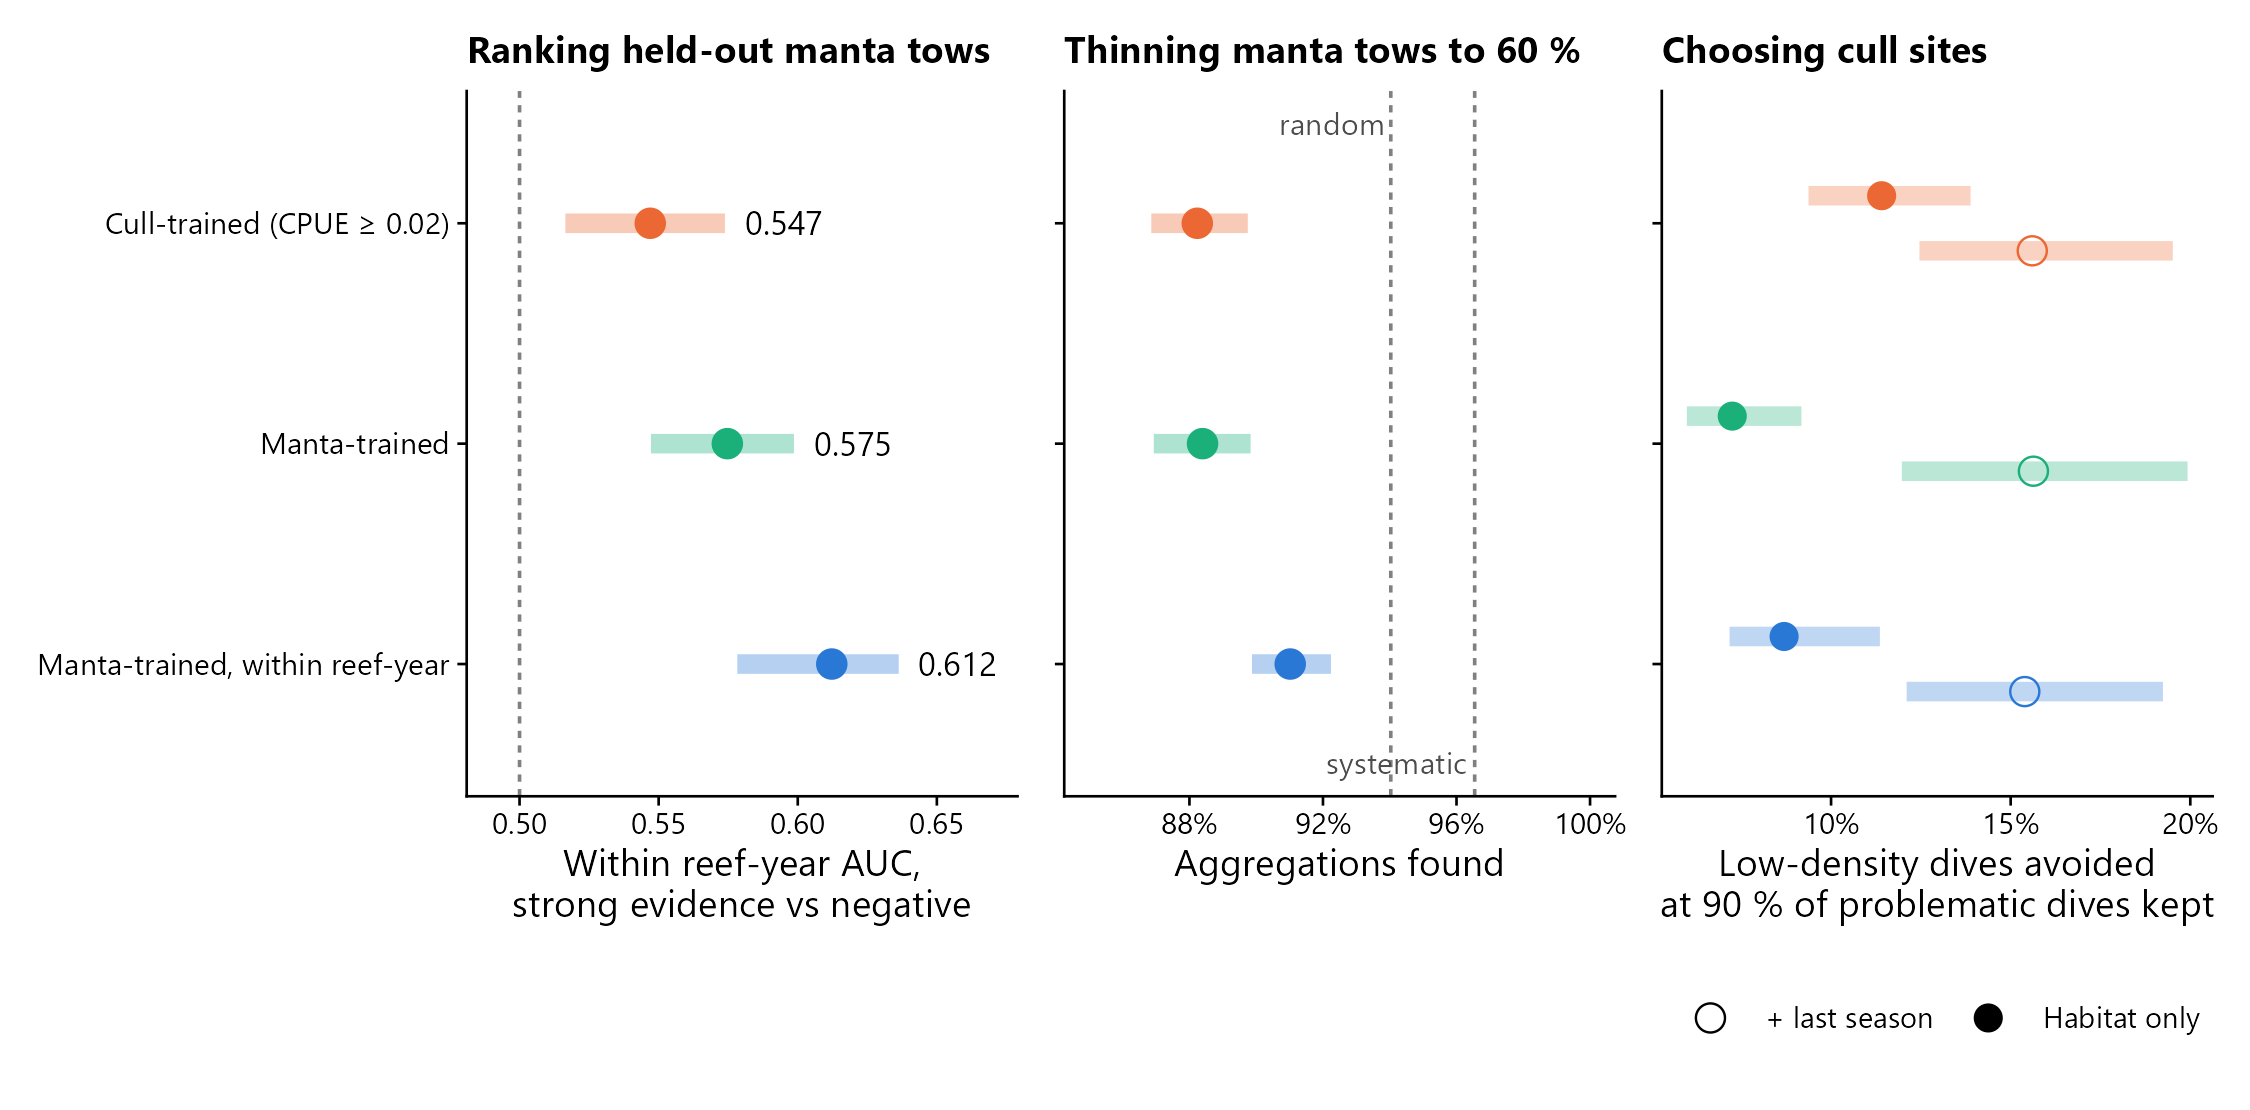 Ranking held-out manta tows
Thinning manta tows to 60 %
Choosing cull sites
random
Cull-trained (CPUE ≥ 0.02)
0.547
Manta-trained
0.575
Manta-trained, within reef-year
0.612
systematic
0.50 0.55 0.60 0.65
88% 92% 96% 100%
10% 15% 20%
Within reef-year AUC,
strong evidence vs negative
Aggregations found
Low-density dives avoided
at 90 % of problematic dives kept
+ last season
Habitat only